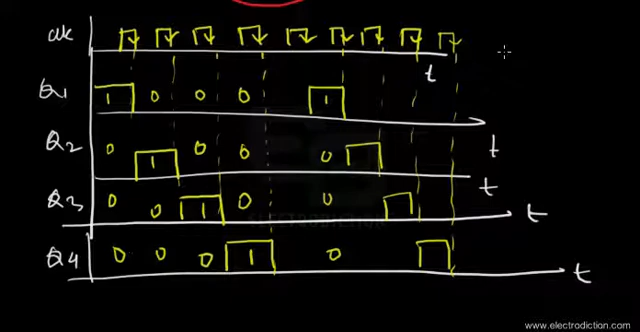 clk
t
Q1 1 0 0 0 1
t
Q2 0 1 0 0 0
t
Q3 0 0 1 0 0
t
ELECTRODICTION
Q4 0 0 0 1 0
t
www.electrodiction.com